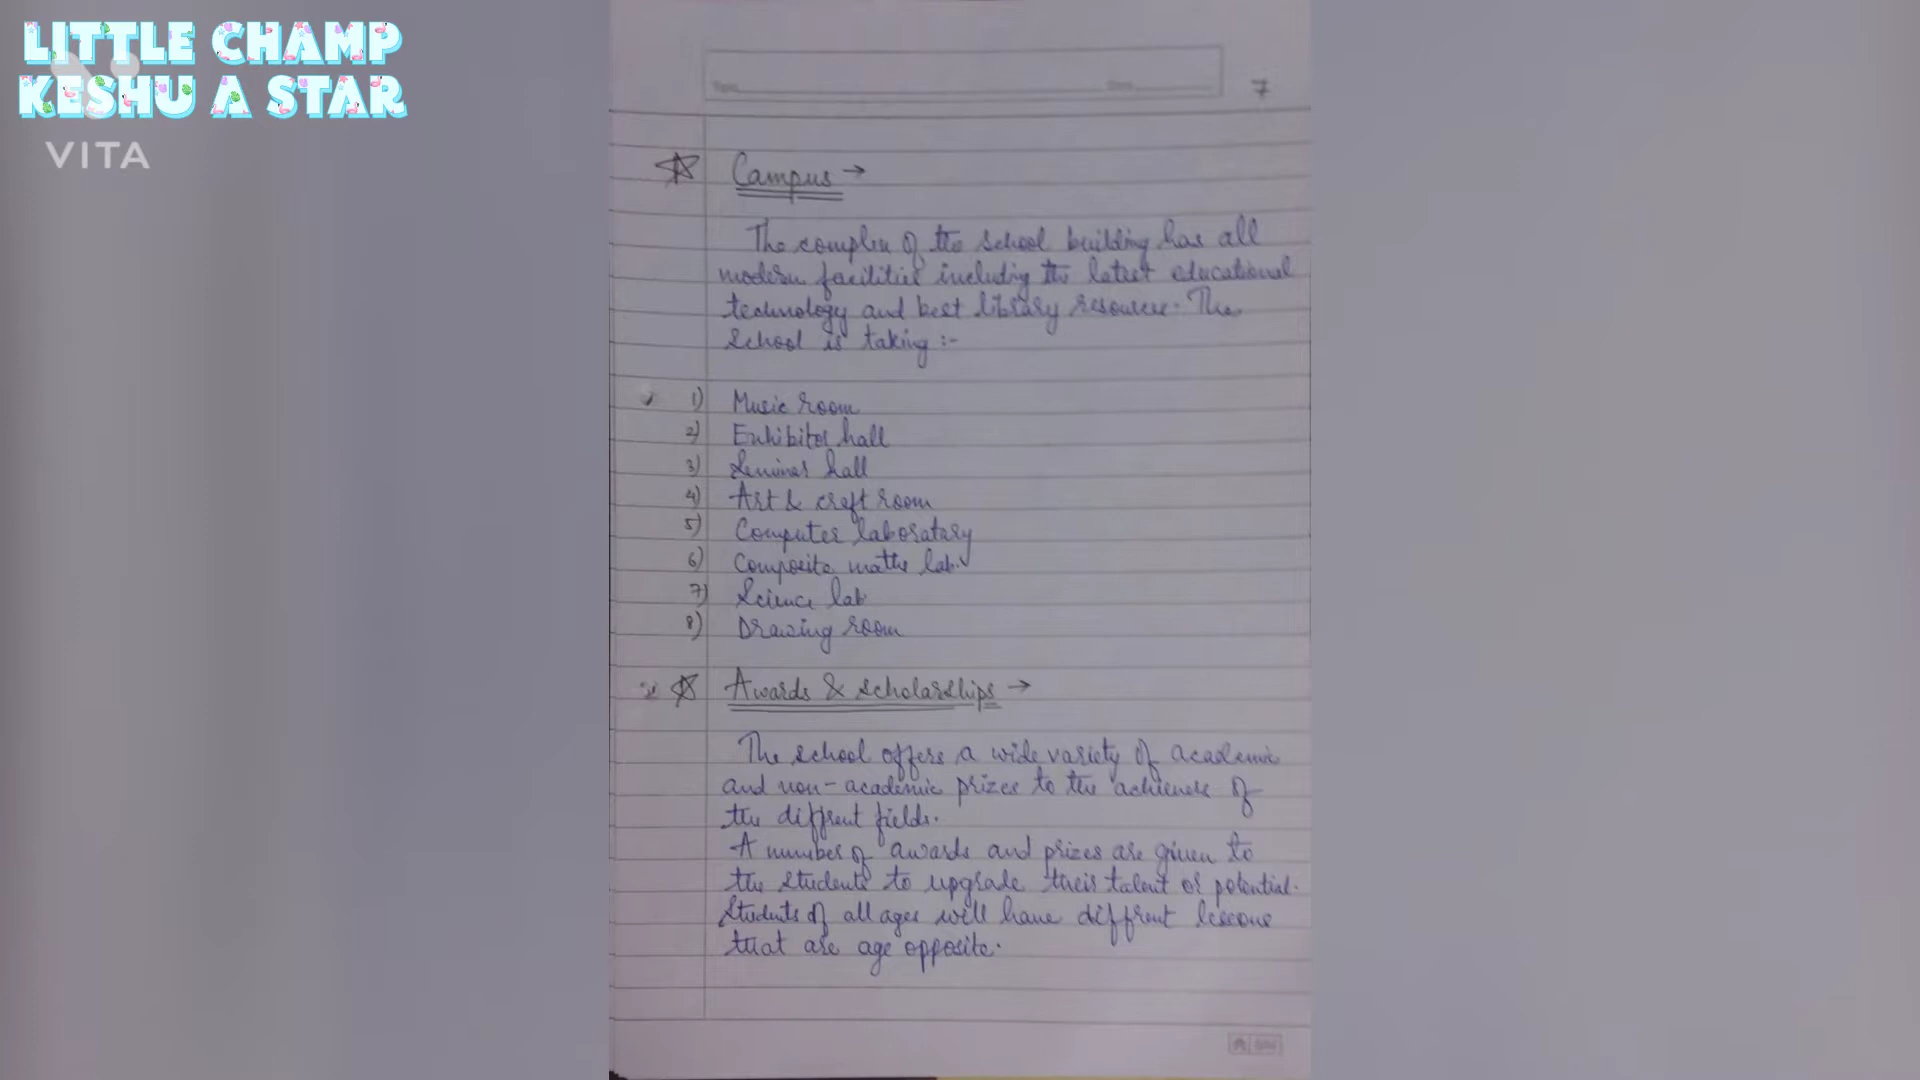 LITTLE CHAMP
KESHU A STAR
VITA
7
Campus →
The complex of the school building has all
modern facilities including the latest educational
technology and best library resource. The
School is taking :-
1) Music room
2) Exhibitor hall
3) Seminar hall
4) Art & craft room
5) Computer laboratary
6) Composite maths lab.
7) Science lab
8) Drawing room
Awards & scholarships →
The school offers a wide variety of academic
and non-academic prizes to the achievers of
the diffrent fields.
A number of awards and prizes are given to
the students to upgrade their talent or potential.
Students of all ages will have diffrent lessons
that are age opposite.